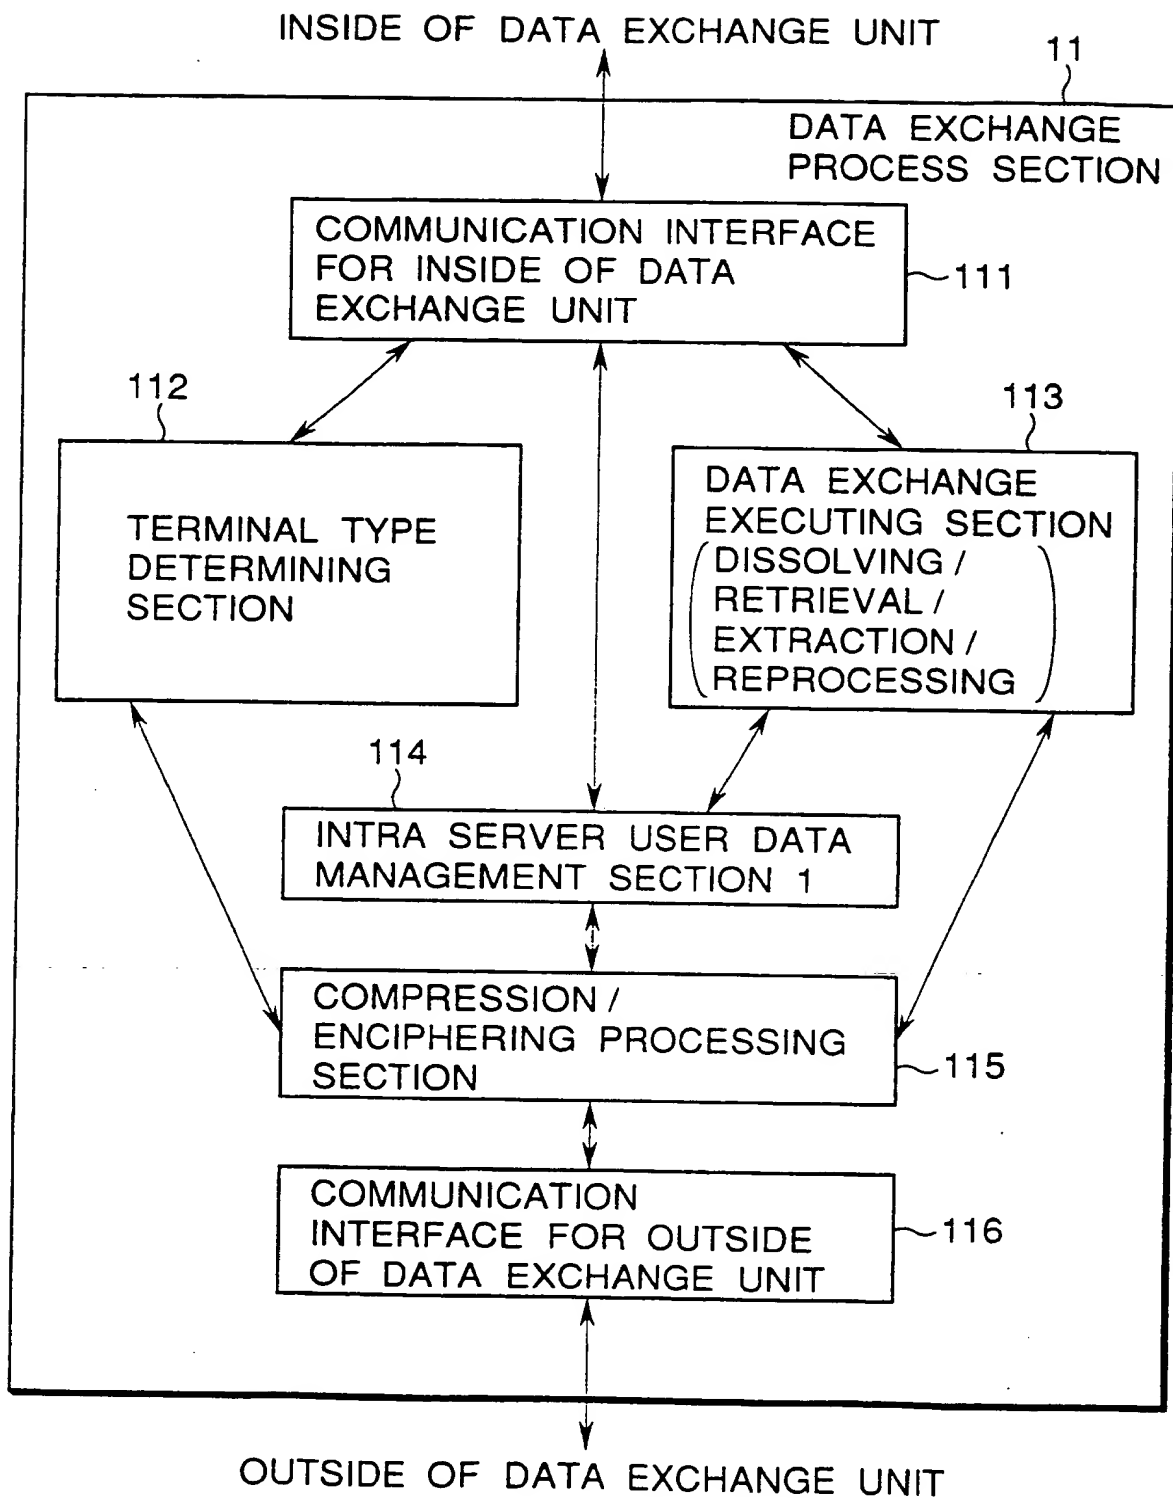 INSIDE OF DATA EXCHANGE UNIT
11
DATA EXCHANGE
PROCESS SECTION
COMMUNICATION INTERFACE
FOR INSIDE OF DATA
EXCHANGE UNIT
111
112
113
TERMINAL TYPE
DETERMINING
SECTION
DATA EXCHANGE
EXECUTING SECTION
(DISSOLVING /
RETRIEVAL /
EXTRACTION /
REPROCESSING)
114
INTRA SERVER USER DATA
MANAGEMENT SECTION 1
COMPRESSION /
ENCIPHERING PROCESSING
SECTION
115
COMMUNICATION
INTERFACE FOR OUTSIDE
OF DATA EXCHANGE UNIT
116
OUTSIDE OF DATA EXCHANGE UNIT